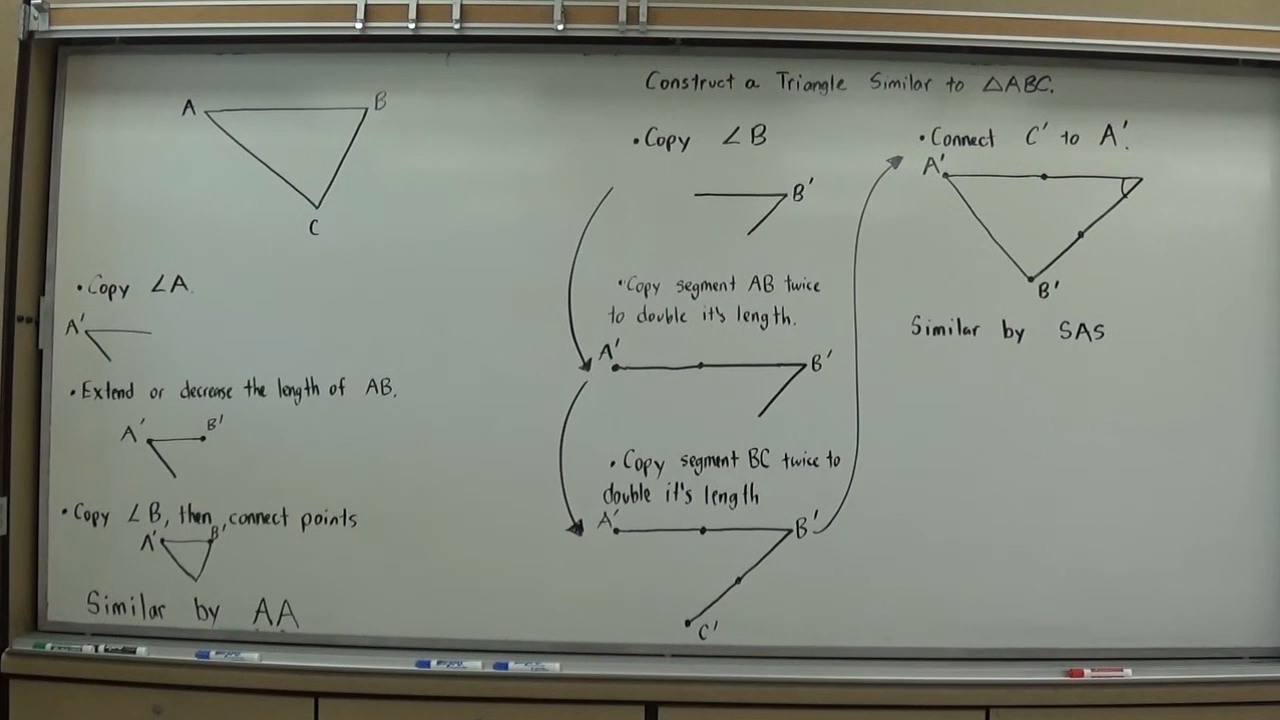 Construct a Triangle Similar to △ABC.
A
B
C
• Copy ∠A.
A'
• Extend or decrease the length of AB.
A'
B'
• Copy ∠B, then connect points
A'
B'
Similar by AA
• Copy ∠B
B'
• Copy segment AB twice
to double it's length.
A'
B'
• Copy segment BC twice to
double it's length
A'
B'
C'
• Connect C' to A'.
A'
B'
Similar by SAS